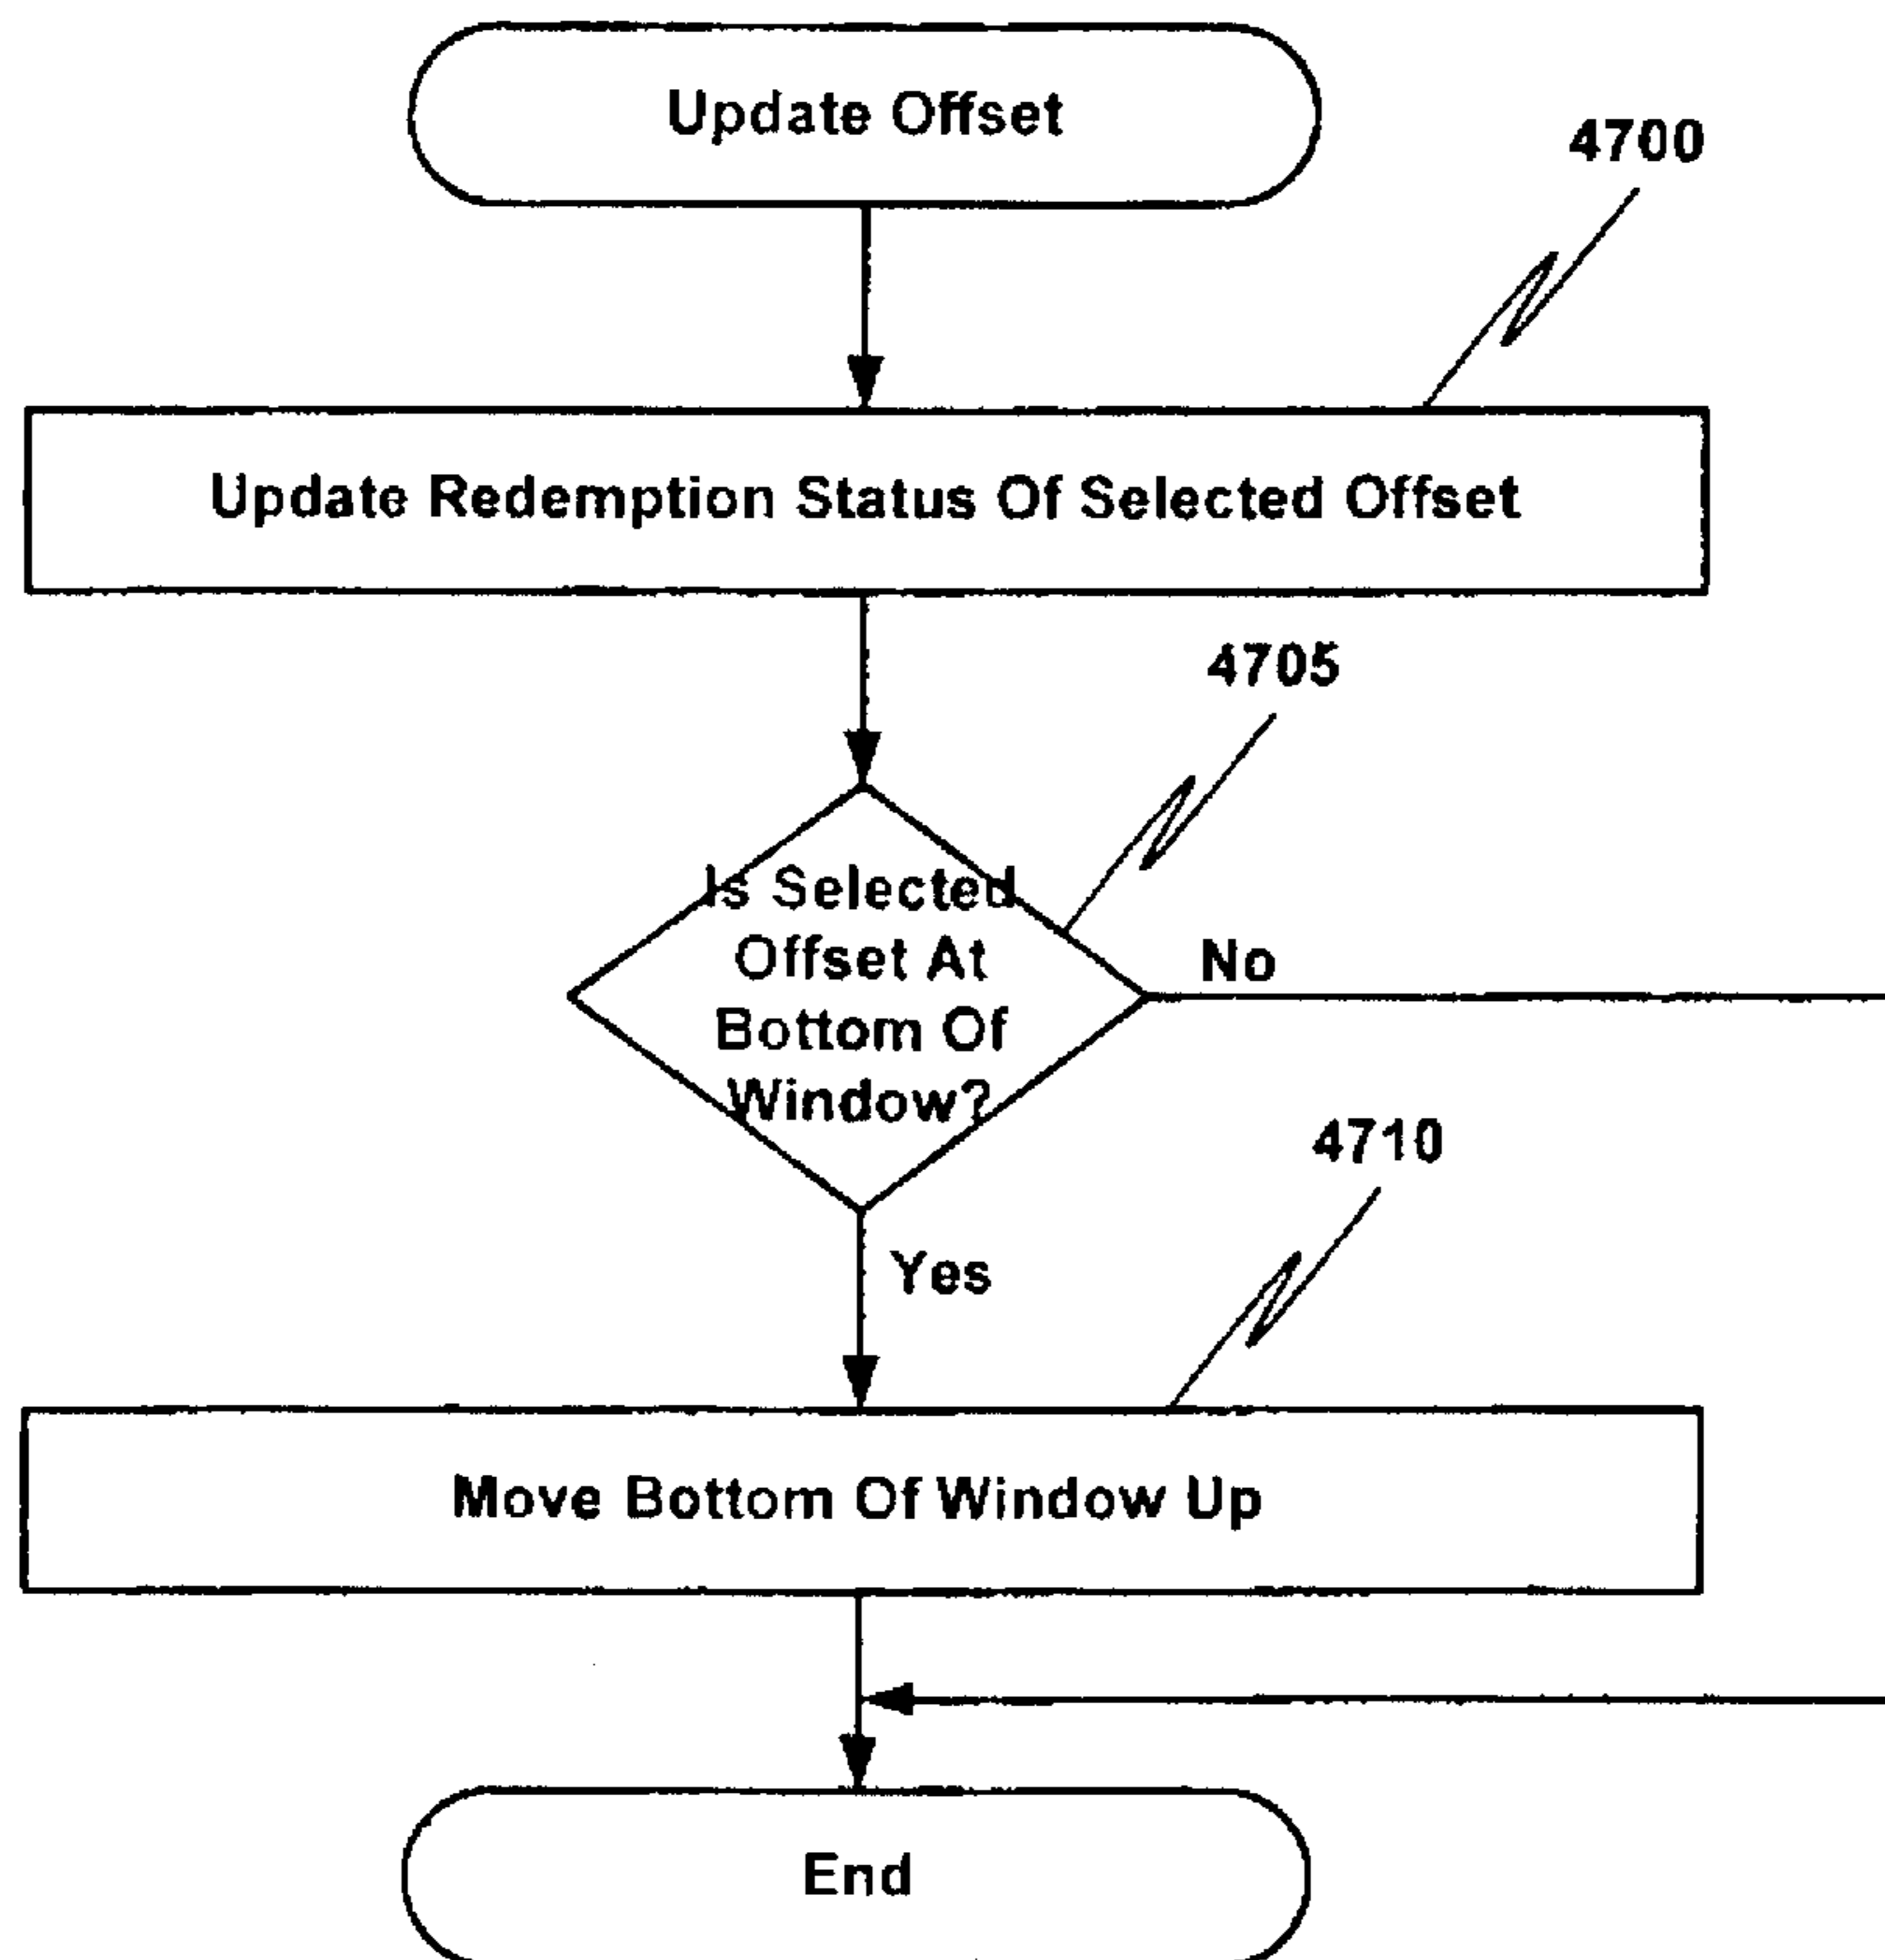 Update Offset
4700
Update Redemption Status Of Selected Offset
4705
Is Selected
Offset At
Bottom Of
Window?
No
4710
Yes
Move Bottom Of Window Up
End